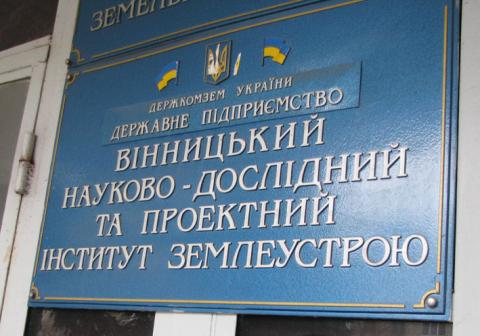 ДЕРЖКОМЗЕМ УКРАЇНИ
ДЕРЖАВНЕ ПІДПРИЄМСТВО
ВІННИЦЬКИЙ
НАУКОВО-ДОСЛІДНИЙ
ТА ПРОЕКТНИЙ
ІНСТИТУТ ЗЕМЛЕУСТРОЮ